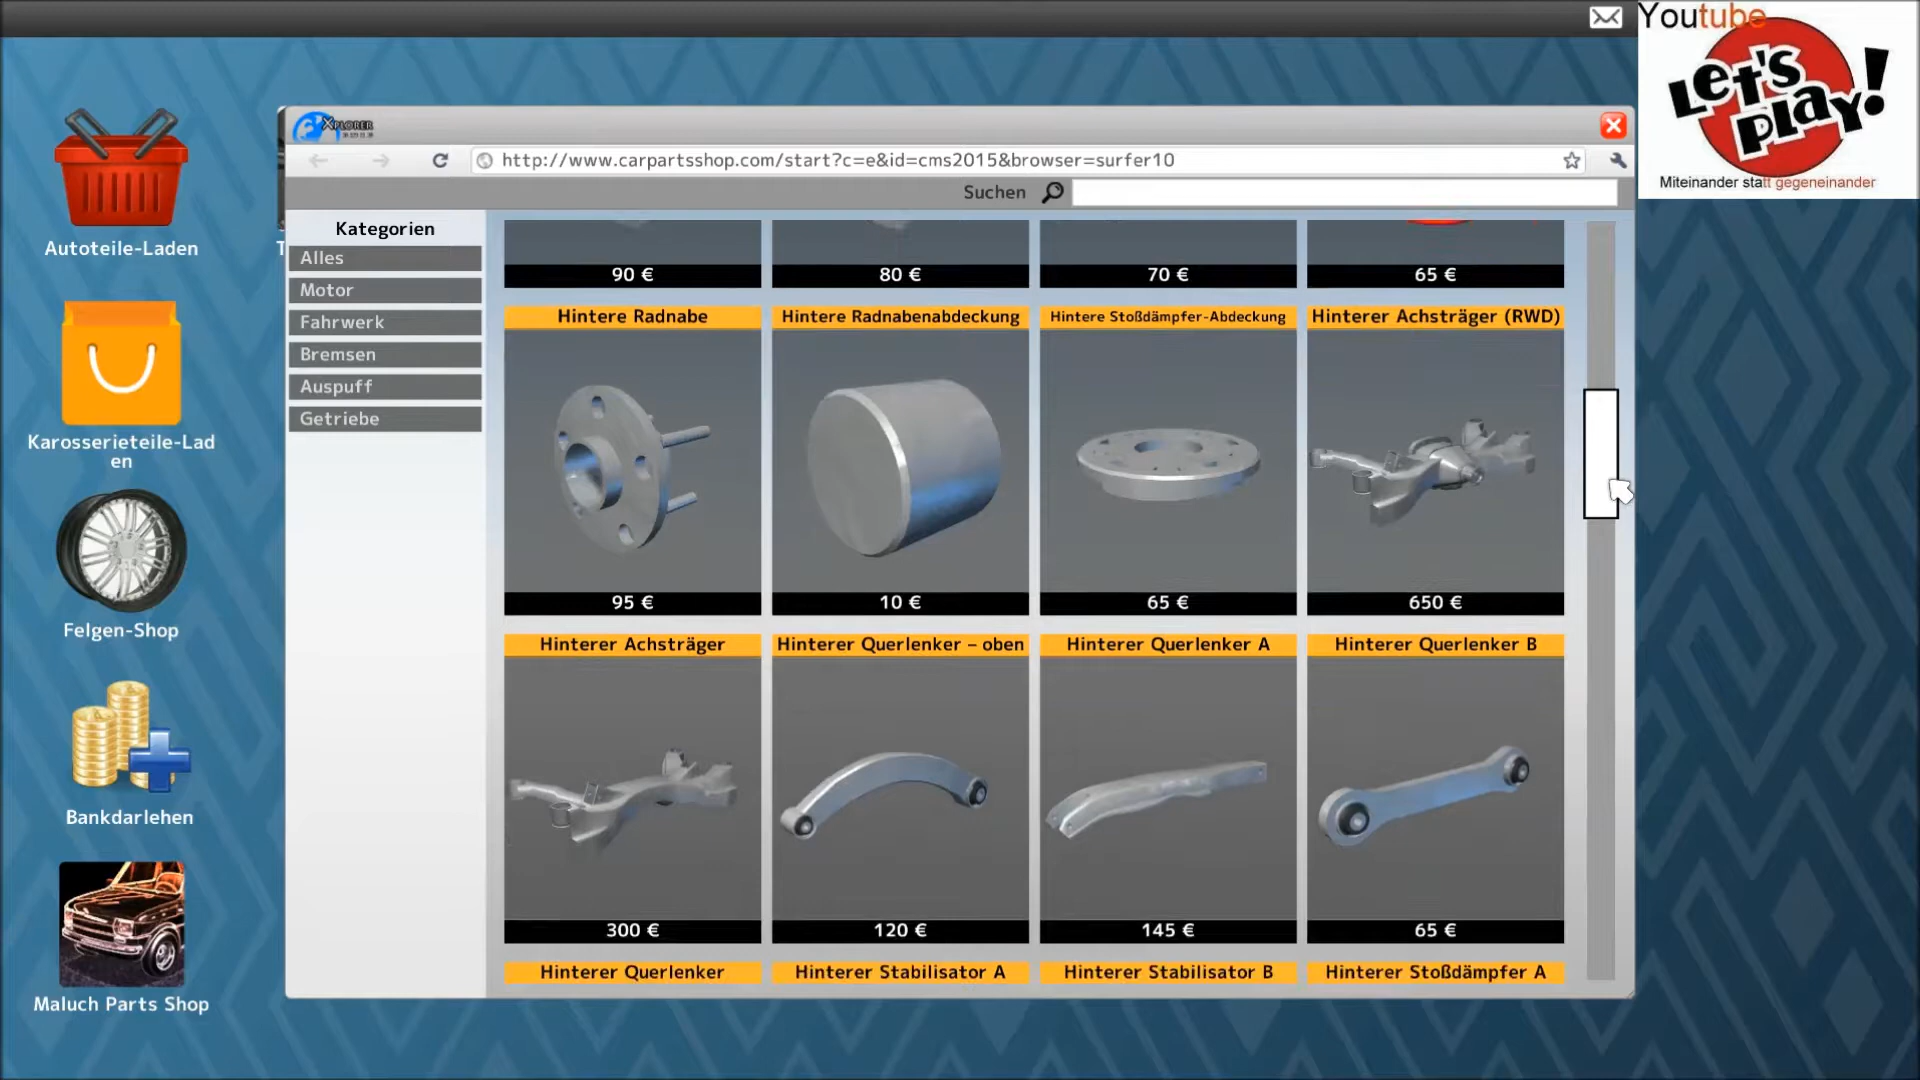 Youtube
Let's
play!
Miteinander statt gegeneinander
XPLORER
http://www.carpartsshop.com/start?c=e&id=cms2015&browser=surfer10
Suchen
Autoteile-Laden
T
Karosserieteile-Lad
en
Felgen-Shop
Bankdarlehen
Maluch Parts Shop
Kategorien
Alles
Motor
Fahrwerk
Bremsen
Auspuff
Getriebe
90 €
80 €
70 €
65 €
Hintere Radnabe
Hintere Radnabenabdeckung
Hintere Stoßdämpfer-Abdeckung
Hinterer Achsträger (RWD)
95 €
10 €
65 €
650 €
Hinterer Achsträger
Hinterer Querlenker – oben
Hinterer Querlenker A
Hinterer Querlenker B
300 €
120 €
145 €
65 €
Hinterer Querlenker
Hinterer Stabilisator A
Hinterer Stabilisator B
Hinterer Stoßdämpfer A